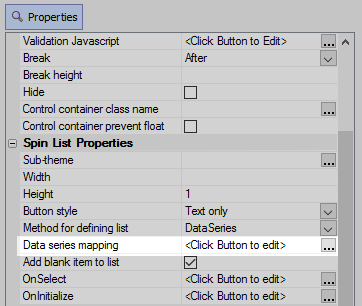 Properties
Validation Javascript <Click Button to Edit> ...
Break After
Break height
Hide
Control container class name ...
Control container prevent float
Spin List Properties
Sub-theme ...
Width
Height 1
Button style Text only
Method for defining list DataSeries
Data series mapping <Click Button to edit> ...
Add blank item to list
OnSelect <Click Button to edit> ...
OnInitialize <Click Button to edit> ...